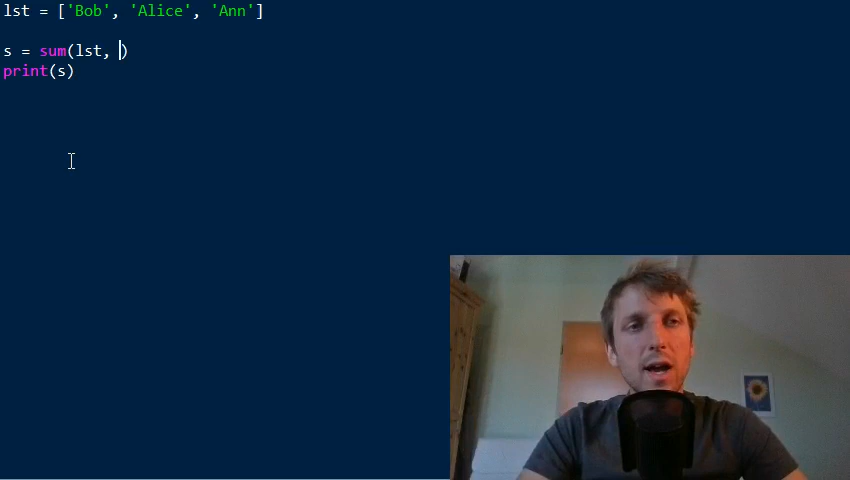 lst = ['Bob', 'Alice', 'Ann']
s = sum(lst, )
print(s)